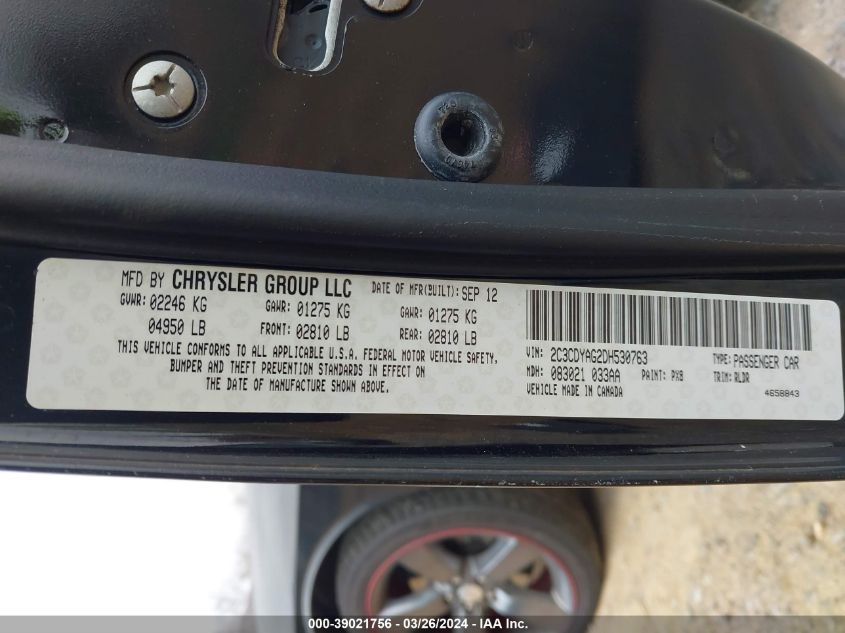 MFD BY CHRYSLER GROUP LLC
DATE OF MFR(BUILT): SEP 12
GVWR: 02246 KG
GAWR: 01275 KG
GAWR: 01275 KG
04950 LB
FRONT: 02810 LB
REAR: 02810 LB
THIS VEHICLE CONFORMS TO ALL APPLICABLE U.S.A. FEDERAL MOTOR VEHICLE SAFETY,
BUMPER AND THEFT PREVENTION STANDARDS IN EFFECT ON
THE DATE OF MANUFACTURE SHOWN ABOVE.
VIN: 2C3CDYAG2DH530763
TYPE: PASSENGER CAR
MDH: 083021 033AA
PAINT: PX8
TRIM: RLDR
VEHICLE MADE IN CANADA
4658843
000-39021756 - 03/26/2024 - IAA Inc.